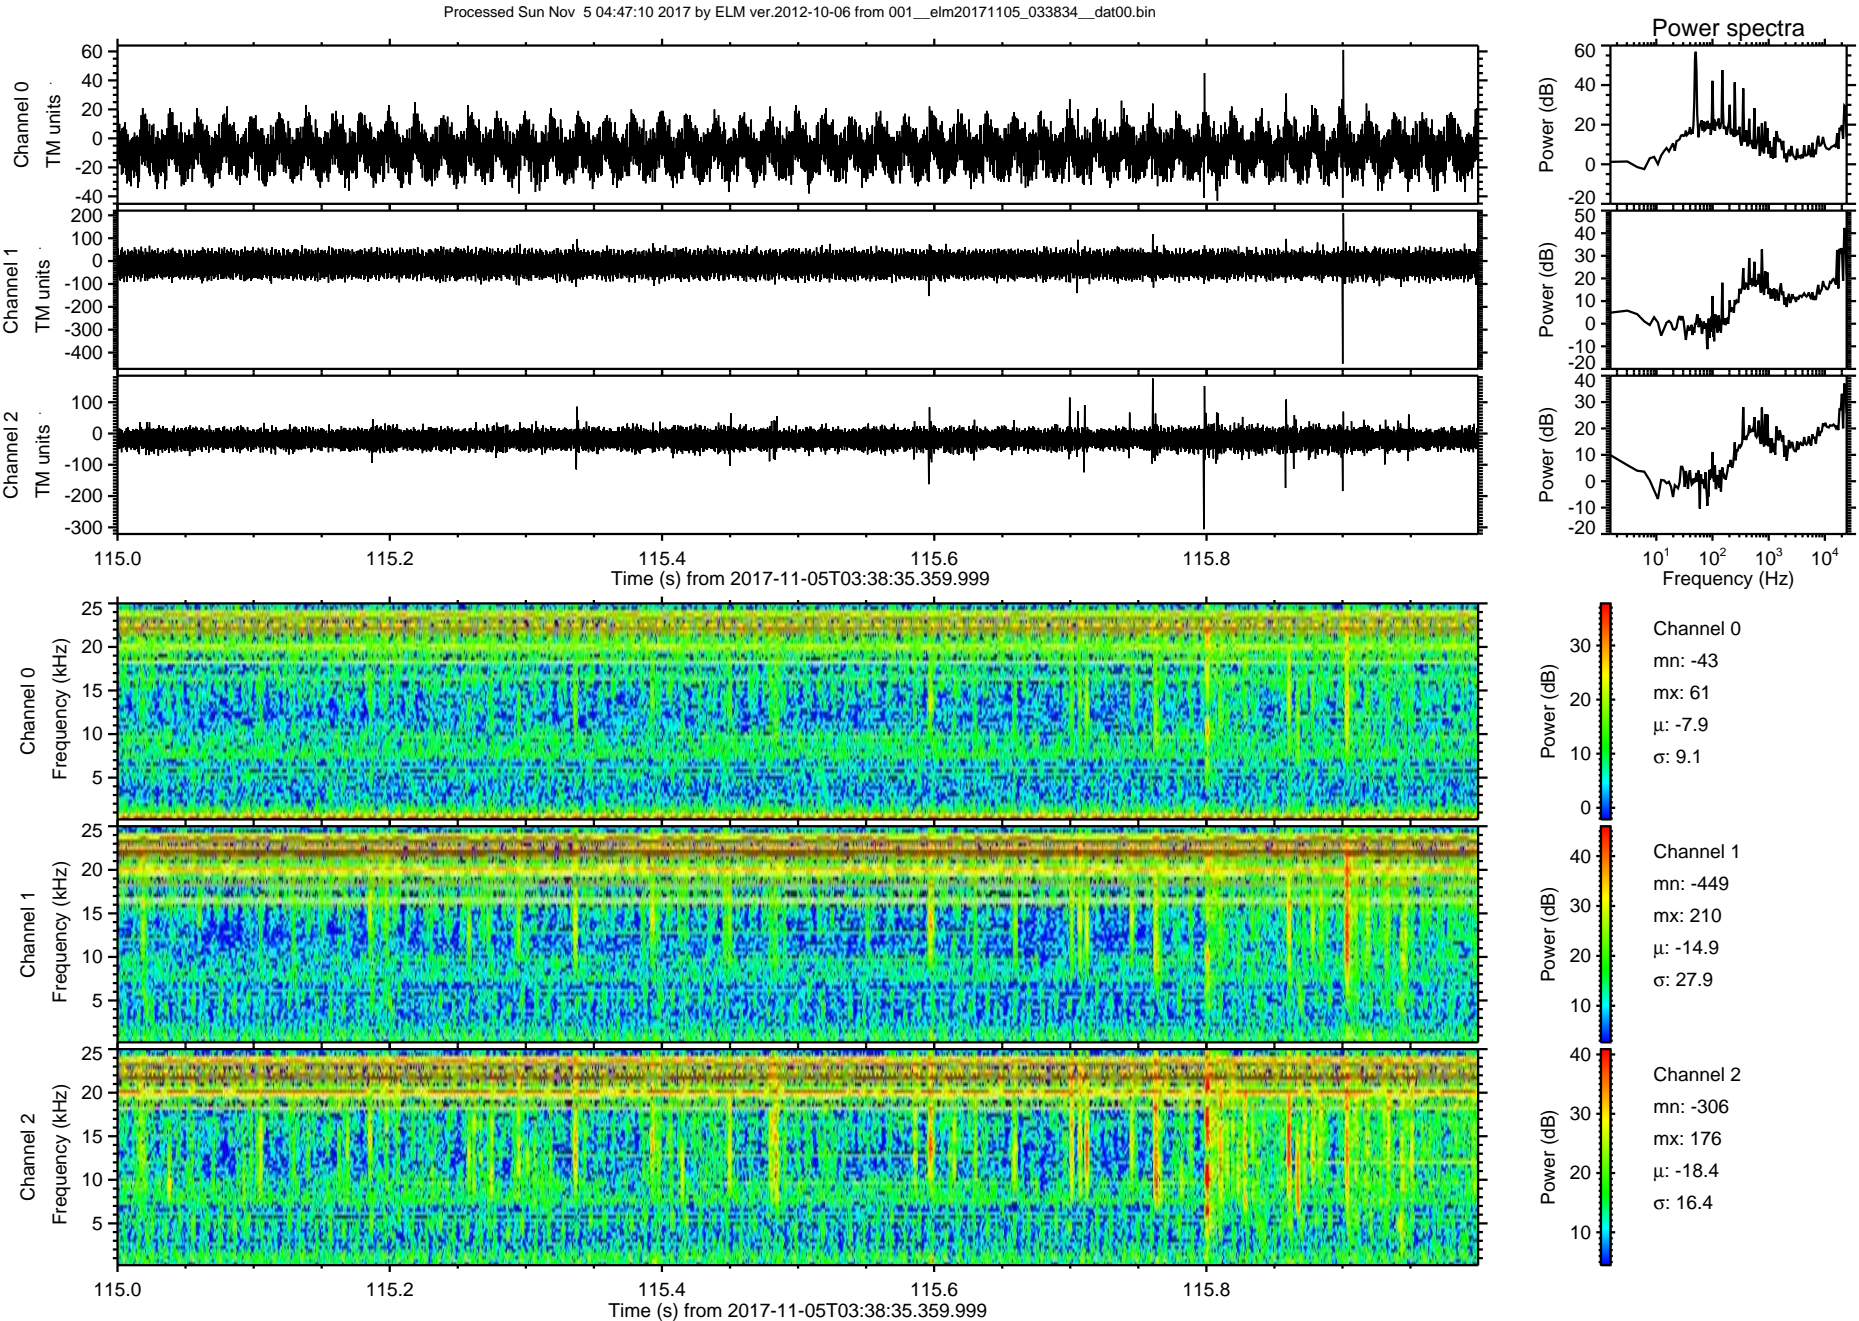 Processed Sun Nov  5 04:47:10 2017 by ELM ver.2012-10-06 from 001__elm20171105_033834__dat00.bin
Power spectra
Channel 0
TM units
60
40
20
0
-20
-40
Power (dB)
60
40
20
0
-20
Channel 1
TM units
200
100
0
-100
-200
-300
-400
Power (dB)
50
40
30
20
10
0
-10
-20
Channel 2
TM units
100
0
-100
-200
-300
Power (dB)
40
30
20
10
0
-10
-20
115.0 115.2 115.4 115.6 115.8
Time (s) from 2017-11-05T03:38:35.359.999
10^1 10^2 10^3 10^4
Frequency (Hz)
Channel 0
Frequency (kHz)
25
20
15
10
5
Power (dB)
30
20
10
0
Channel 0
mn: -43
mx: 61
μ: -7.9
σ: 9.1
Channel 1
Frequency (kHz)
25
20
15
10
5
Power (dB)
40
30
20
10
Channel 1
mn: -449
mx: 210
μ: -14.9
σ: 27.9
Channel 2
Frequency (kHz)
25
20
15
10
5
Power (dB)
40
30
20
10
Channel 2
mn: -306
mx: 176
μ: -18.4
σ: 16.4
115.0 115.2 115.4 115.6 115.8
Time (s) from 2017-11-05T03:38:35.359.999